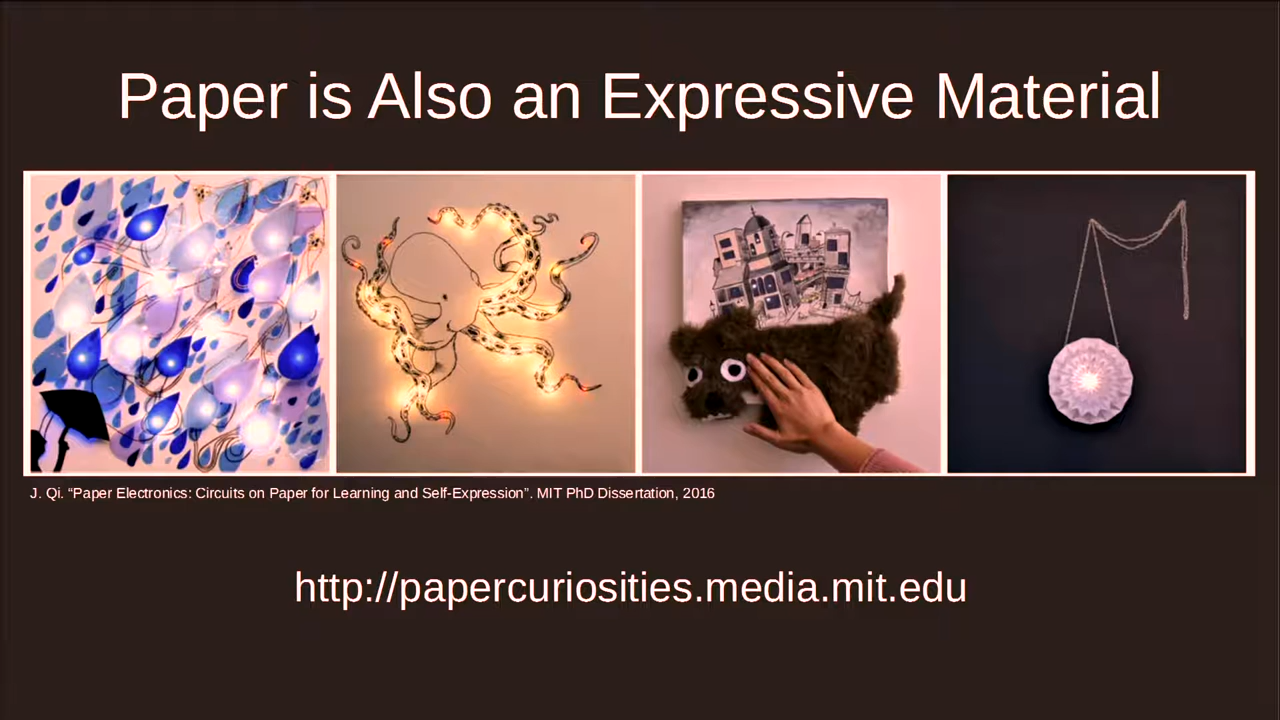 Paper is Also an Expressive Material
J. Qi. “Paper Electronics: Circuits on Paper for Learning and Self-Expression”. MIT PhD Dissertation, 2016
http://papercuriosities.media.mit.edu